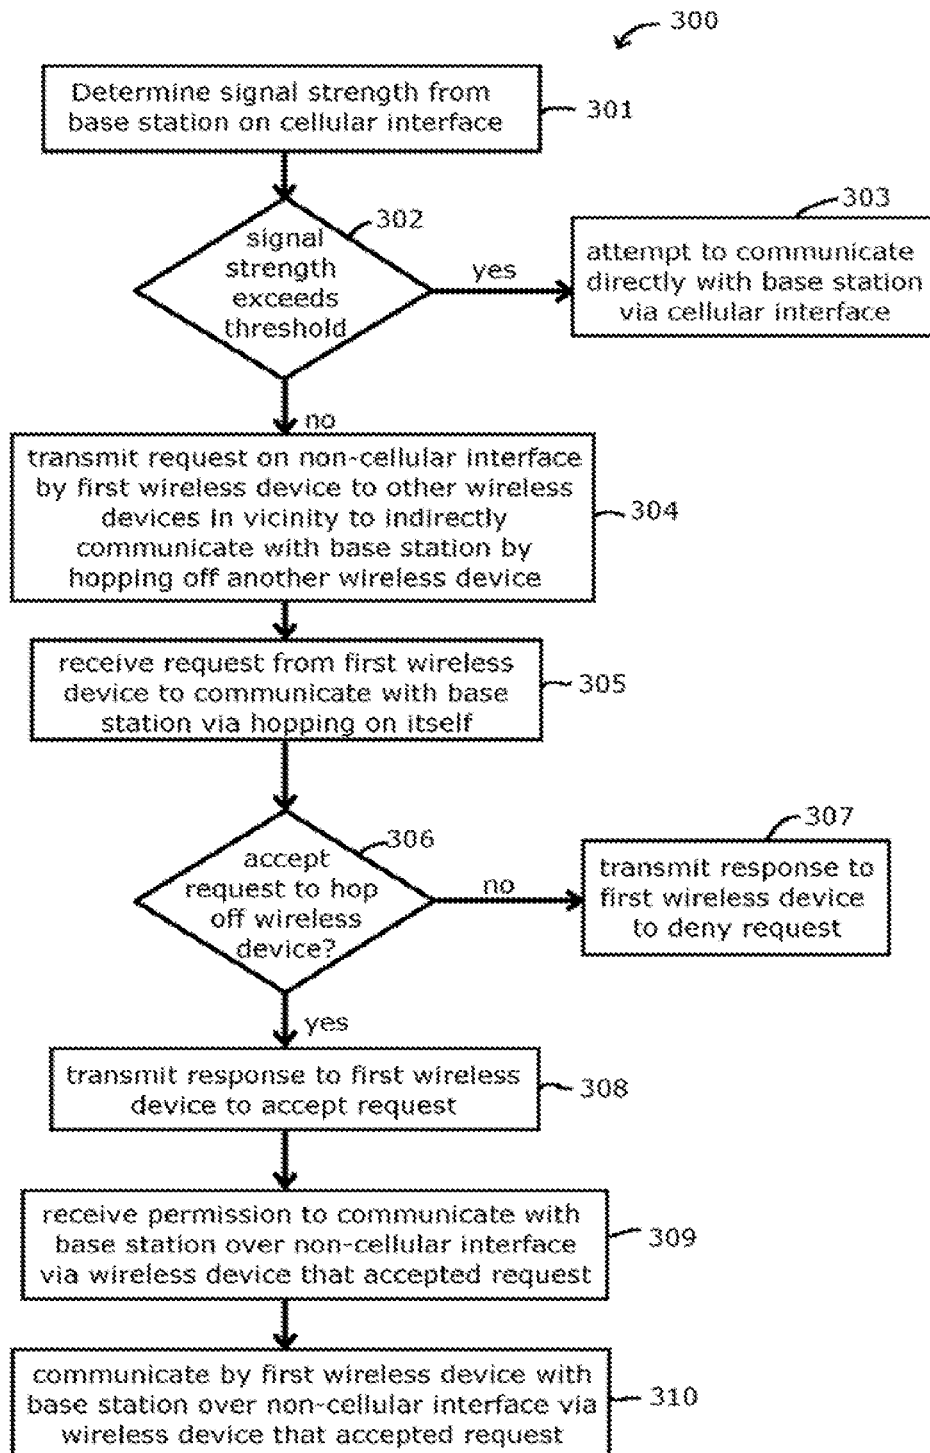 300
Determine signal strength from
base station on cellular interface
301
302
signal
strength
exceeds
threshold
yes
303
attempt to communicate
directly with base station
via cellular interface
no
transmit request on non-cellular interface
by first wireless device to other wireless
devices in vicinity to indirectly
communicate with base station by
hopping off another wireless device
304
receive request from first wireless
device to communicate with base
station via hopping on itself
305
306
accept
request to hop
off wireless
device?
no
307
transmit response to
first wireless device
to deny request
yes
transmit response to first wireless
device to accept request
308
receive permission to communicate with
base station over non-cellular interface
via wireless device that accepted request
309
communicate by first wireless device with
base station over non-cellular interface via
wireless device that accepted request
310